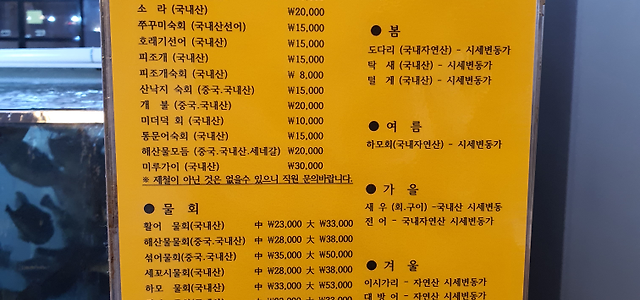 소 라 (국내산) ₩20,000
쭈꾸미숙회 (국내산선어) ₩15,000
호래기선어 (국내산) ₩15,000
피조개 (국내산) ₩15,000
피조개숙회 (국내산) ₩ 8,000
산낙지 숙회 (중국.국내산) ₩15,000
개 불 (중국.국내산) ₩20,000
미더덕 회 (국내산) ₩10,000
통문어숙회 (국내산) ₩15,000
해산물모듬 (중국.국내산.세네갈) ₩20,000
미루가이 (국내산) ₩30,000
※ 제철이 아닌 것은 없을수 있으니 직원 문의바랍니다.
● 물 회
활어 물회(국내산) 中 ₩23,000 大 ₩33,000
해산물물회(중국.국내산) 中 ₩28,000 大 ₩38,000
섞어물회(중국.국내산) 中 ₩35,000 大 ₩50,000
세꼬시물회(국내산) 中 ₩28,000 大 ₩38,000
하모 물회(국내산) 中 ₩33,000 大 ₩53,000
● 봄
도다리 (국내자연산) - 시세변동가
탁 새 (국내산) - 시세변동가
털 게 (국내산) - 시세변동가
● 여 름
하모회(국내자연산) - 시세변동가
● 가 을
새 우 (회.구이) -국내산 시세변동
전 어 - 국내자연산 시세변동가
● 겨 울
이시가리 - 자연산 시세변동가
대 방 어 - 자연산 시세변동가